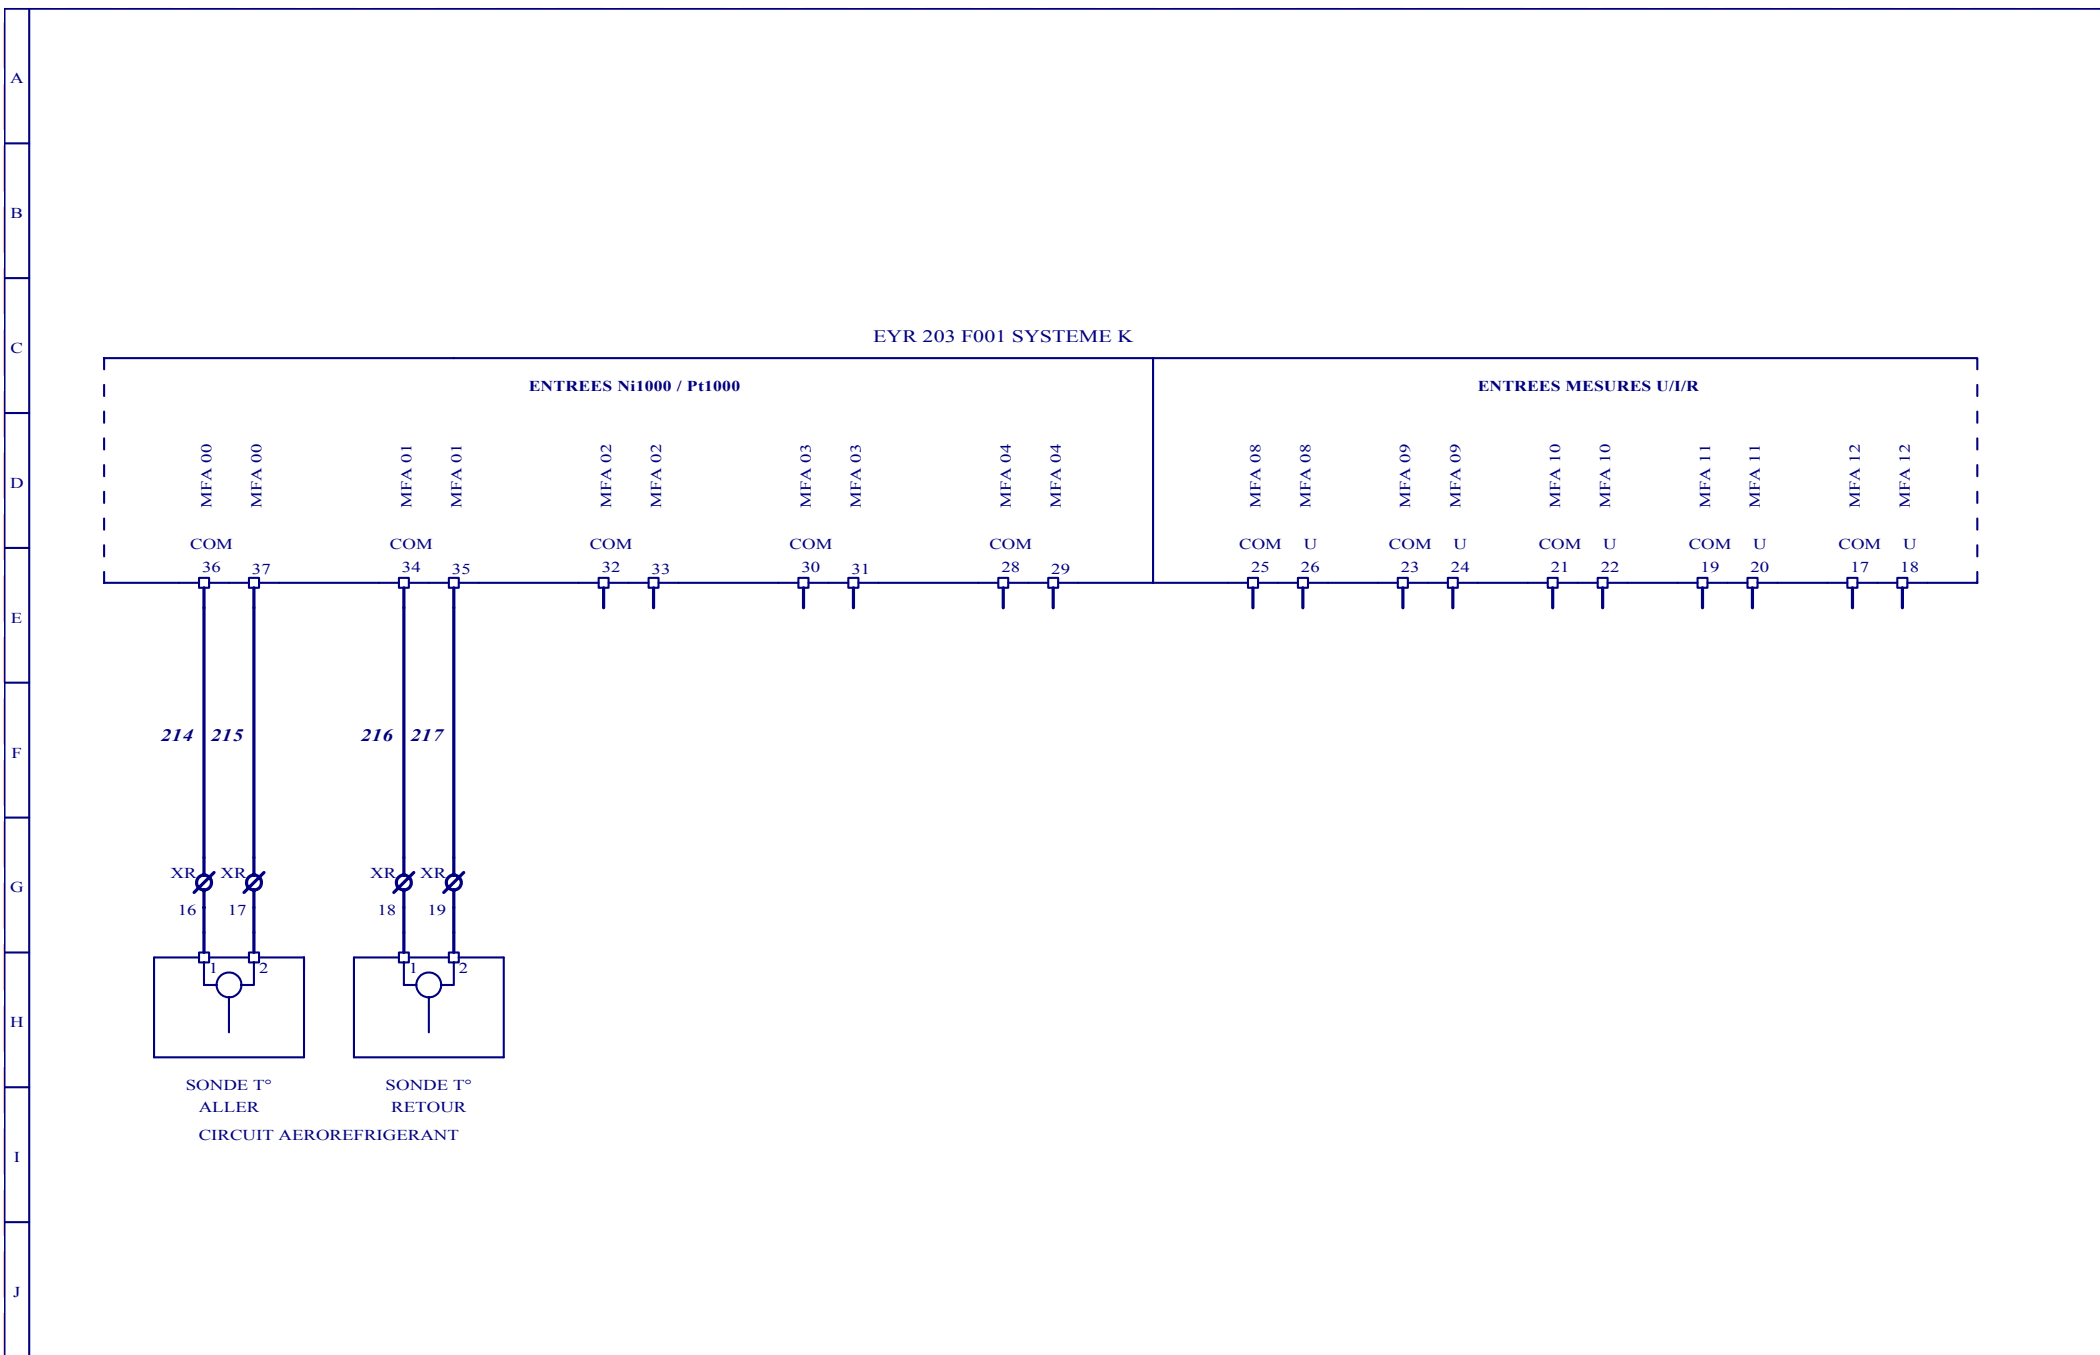 A
B
C
D
E
F
G
H
I
J
EYR 203 F001 SYSTEME K
ENTREES Ni1000 / Pt1000
ENTREES MESURES U/I/R
MFA 00 MFA 00 MFA 01 MFA 01 MFA 02 MFA 02 MFA 03 MFA 03 MFA 04 MFA 04 MFA 08 MFA 08 MFA 09 MFA 09 MFA 10 MFA 10 MFA 11 MFA 11 MFA 12 MFA 12
COM COM COM COM COM COM U COM U COM U COM U COM U
36 37 34 35 32 33 30 31 28 29 25 26 23 24 21 22 19 20 17 18
214 215 216 217
XR XR XR XR
16 17 18 19
1 2 1 2
SONDE T° SONDE T°
ALLER RETOUR
CIRCUIT AEROREFRIGERANT